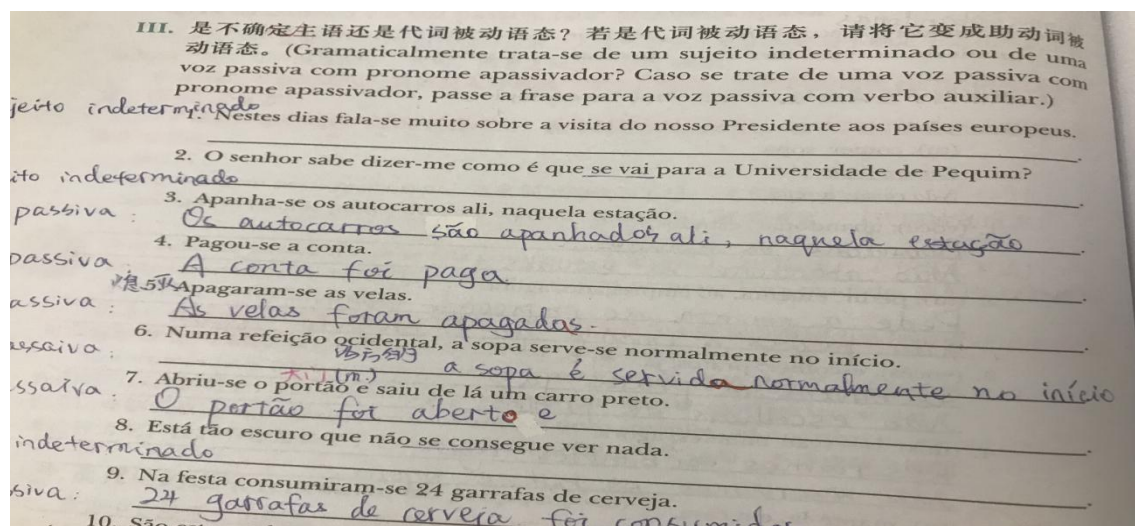 III. 是不确定主语还是代词被动语态？若是代词被动语态，请将它变成助动词被
动语态。(Gramaticalmente trata-se de um sujeito indeterminado ou de uma
voz passiva com pronome apassivador? Caso se trate de uma voz passiva com
pronome apassivador, passe a frase para a voz passiva com verbo auxiliar.)
jeito indeterminado
Nestes dias fala-se muito sobre a visita do nosso Presidente aos países europeus.
2. O senhor sabe dizer-me como é que se vai para a Universidade de Pequim?
ito indeterminado
3. Apanha-se os autocarros ali, naquela estação.
passiva: Os autocarros são apanhados ali, naquela estação.
4. Pagou-se a conta.
passiva A conta foi paga.
5. Apagaram-se as velas.
assiva: As velas foram apagadas.
6. Numa refeição ocidental, a sopa serve-se normalmente no início.
西方的
a sopa é servida normalmente no início
大门 (m.)
7. Abriu-se o portão e saiu de lá um carro preto.
ssaiva. O portão foi aberto e
8. Está tão escuro que não se consegue ver nada.
indeterminado
9. Na festa consumiram-se 24 garrafas de cerveja.
siva: 24 garrafas de cerveja foi
10. São